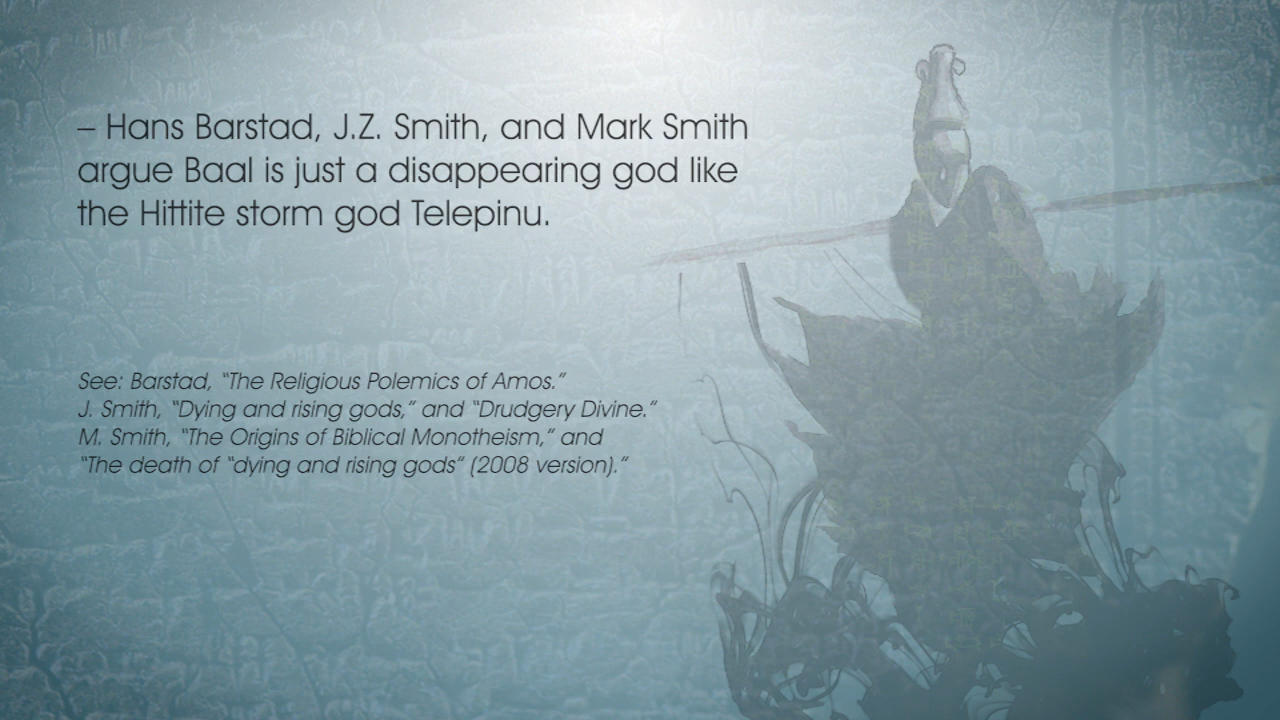 – Hans Barstad, J.Z. Smith, and Mark Smith
argue Baal is just a disappearing god like
the Hittite storm god Telepinu.
See: Barstad, “The Religious Polemics of Amos.”
J. Smith, “Dying and rising gods,” and “Drudgery Divine.”
M. Smith, “The Origins of Biblical Monotheism,” and
“The death of “dying and rising gods” (2008 version).”